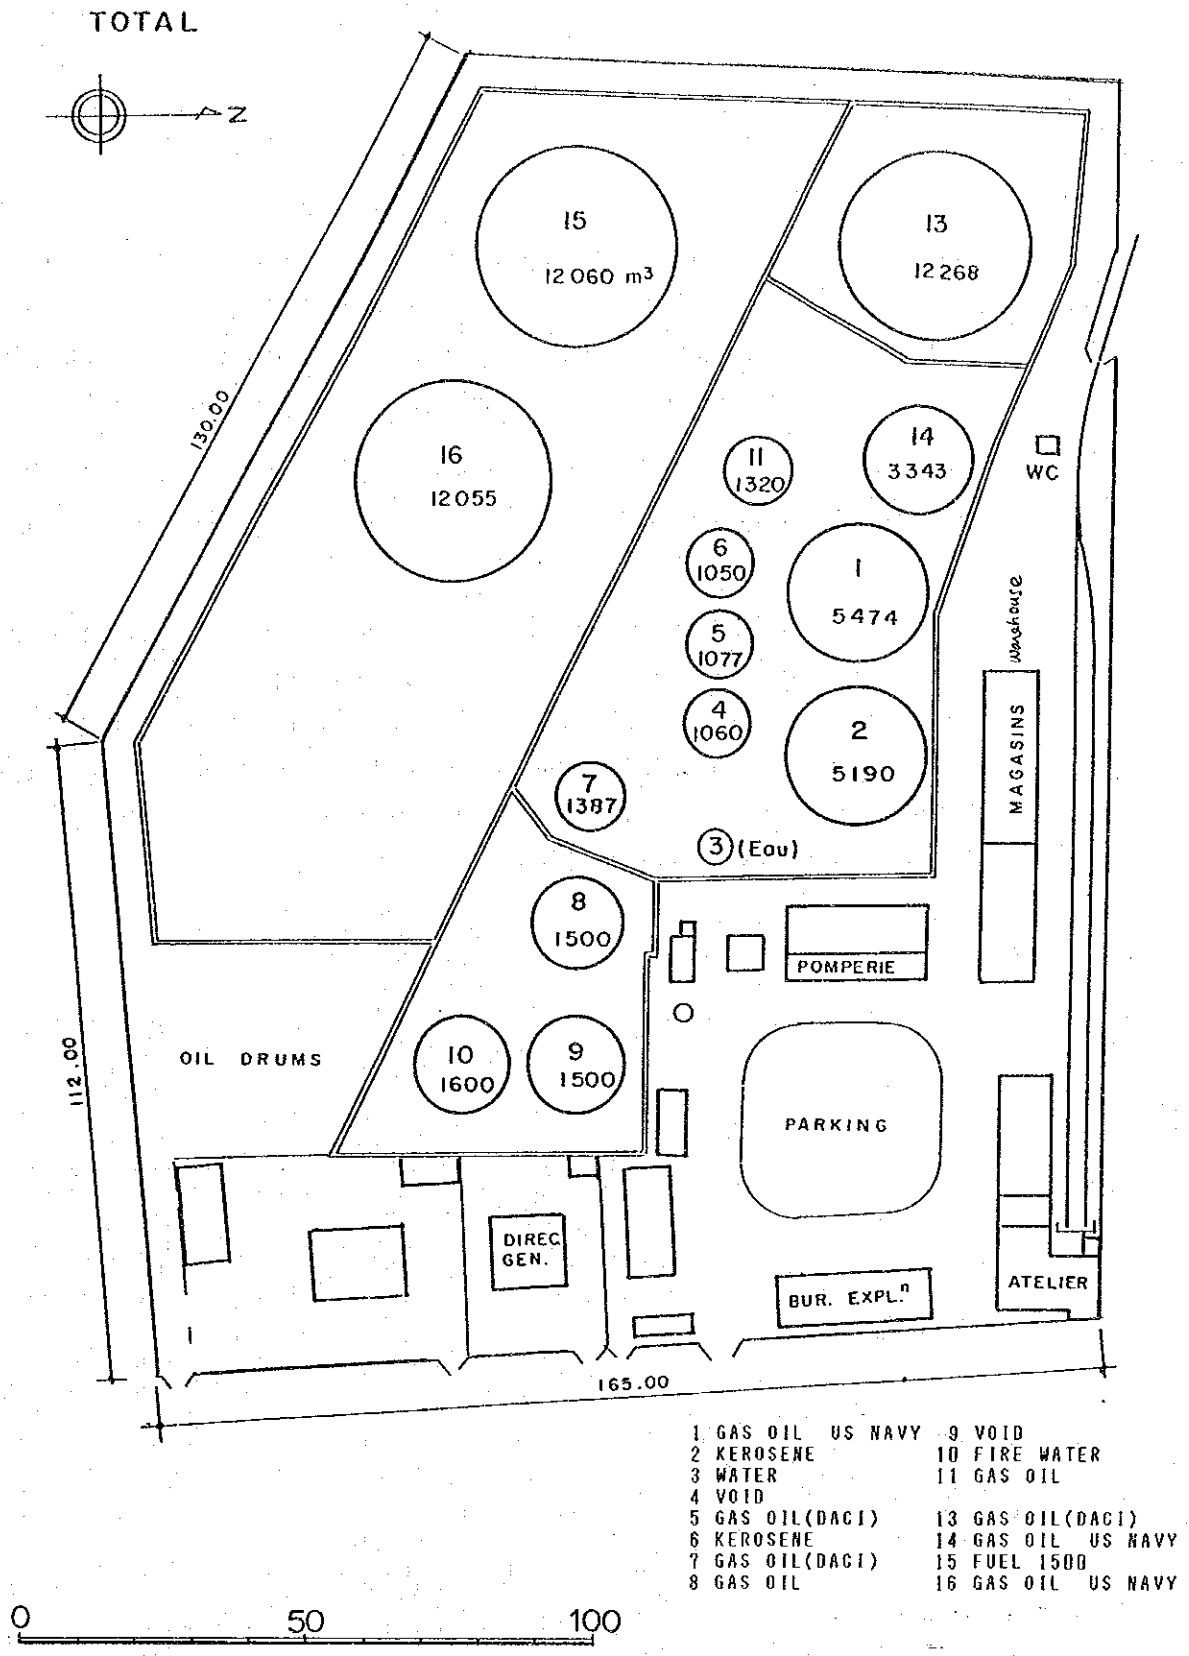 TOTAL
N
15
12060 m³
13
12268
130.00
16
12055
11
1320
14
3343
WC
6
1050
1
5474
5
1077
4
1060
2
5190
Warehouse
MAGASINS
7
1387
3 (Eau)
8
1500
POMPERIE
112.00
OIL DRUMS
10
1600
9
1500
PARKING
DIREC.
GEN.
BUR. EXPL.ⁿ
ATELIER
165.00
1 GAS OIL US NAVY
2 KEROSENE
3 WATER
4 VOID
5 GAS OIL(DACI)
6 KEROSENE
7 GAS OIL(DACI)
8 GAS OIL
9 VOID
10 FIRE WATER
11 GAS OIL
13 GAS OIL(DACI)
14 GAS OIL US NAVY
15 FUEL 1500
16 GAS OIL US NAVY
0 50 100